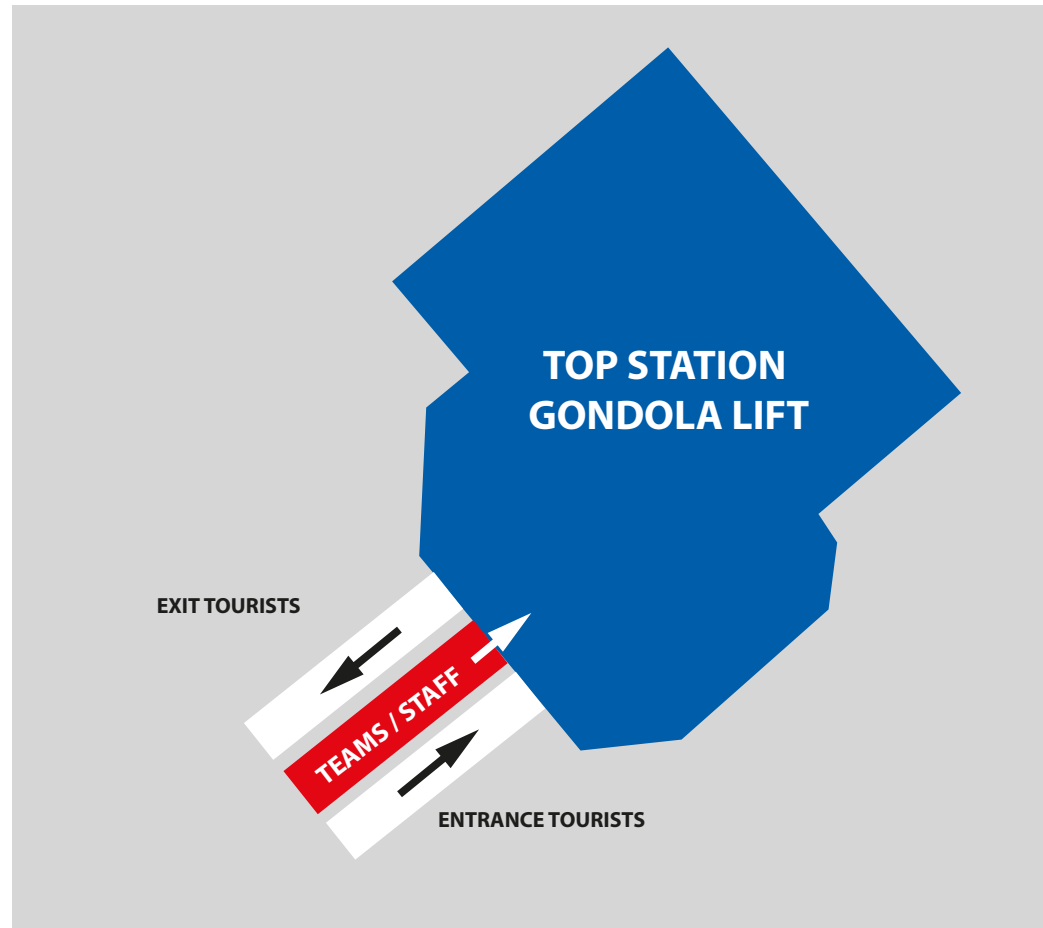 TOP STATION
GONDOLA LIFT
EXIT TOURISTS
TEAMS / STAFF
ENTRANCE TOURISTS